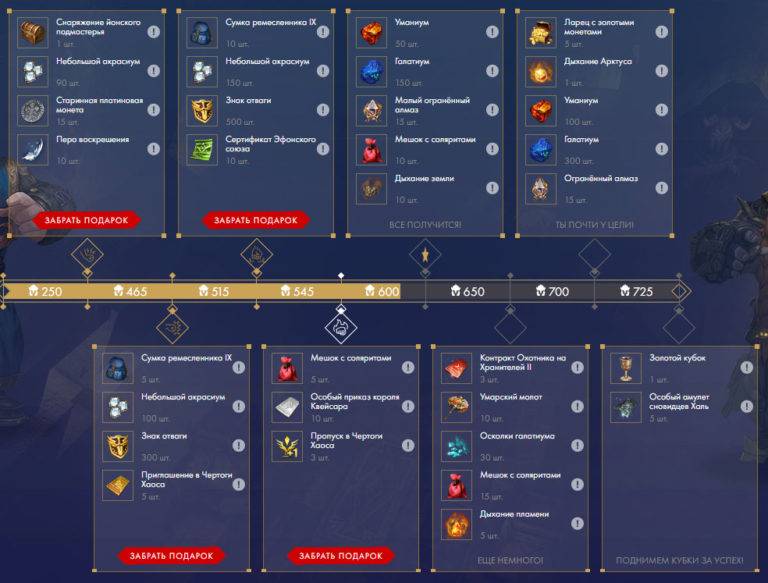 Снаряжение йонского
подмастерья
1 шт.
Небольшой акрасиум
90 шт.
Старинная платиновая
монета
15 шт.
Перо воскрешения
10 шт.
ЗАБРАТЬ ПОДАРОК
Сумка ремесленника IX
10 шт.
Небольшой акрасиум
150 шт.
Знак отваги
500 шт.
Сертификат Эфонского
союза
10 шт.
ЗАБРАТЬ ПОДАРОК
Уманиум
50 шт.
Галатиум
150 шт.
Малый огранённый
алмаз
15 шт.
Мешок с соляритами
10 шт.
Дыхание земли
10 шт.
ВСЕ ПОЛУЧИТСЯ!
Ларец с золотыми
монетами
5 шт.
Дыхание Арктуса
1 шт.
Уманиум
100 шт.
Галатиум
300 шт.
Огранённый алмаз
15 шт.
ТЫ ПОЧТИ У ЦЕЛИ!
250 465 515 545 600 650 700 725
Сумка ремесленника IX
5 шт.
Небольшой акрасиум
100 шт.
Знак отваги
300 шт.
Приглашение в Чертоги
Хаоса
5 шт.
ЗАБРАТЬ ПОДАРОК
Мешок с соляритами
5 шт.
Особый приказ короля
Квейсара
10 шт.
Пропуск в Чертоги
Хаоса
3 шт.
ЗАБРАТЬ ПОДАРОК
Контракт Охотника на
Хранителей II
3 шт.
Умарский молот
10 шт.
Осколки галатиума
30 шт.
Мешок с соляритами
15 шт.
Дыхание пламени
5 шт.
ЕЩЕ НЕМНОГО!
Золотой кубок
1 шт.
Особый амулет
сновидцев Халь
5 шт.
ПОДНИМЕМ КУБКИ ЗА УСПЕХ!